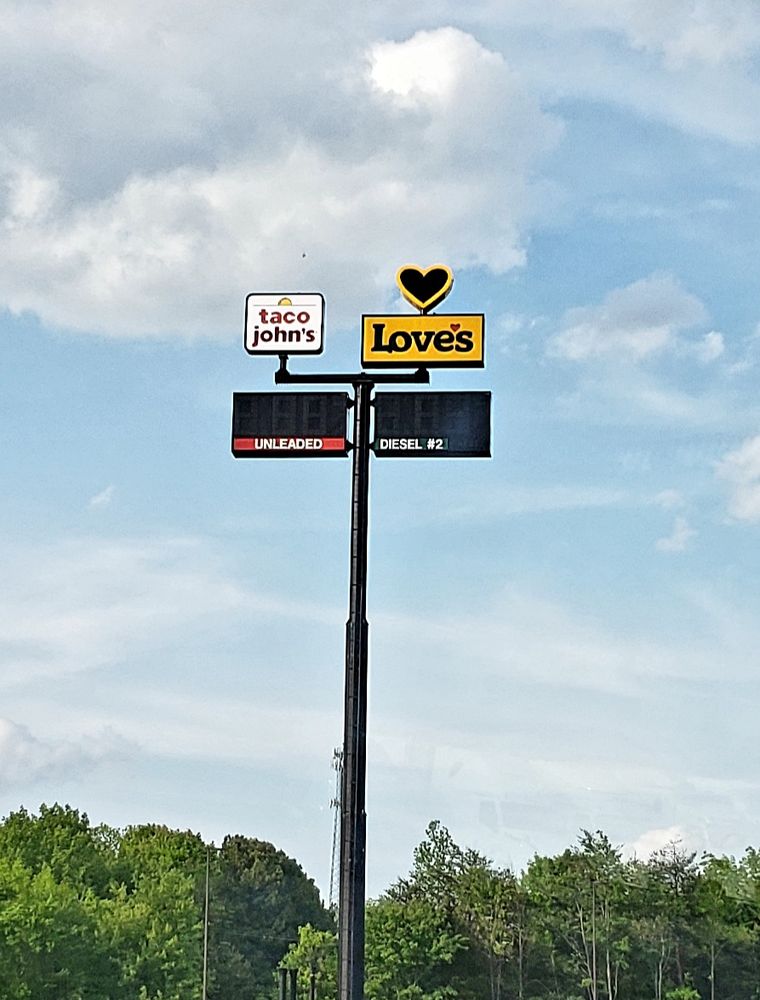 taco
john's
Love's
UNLEADED
DIESEL #2